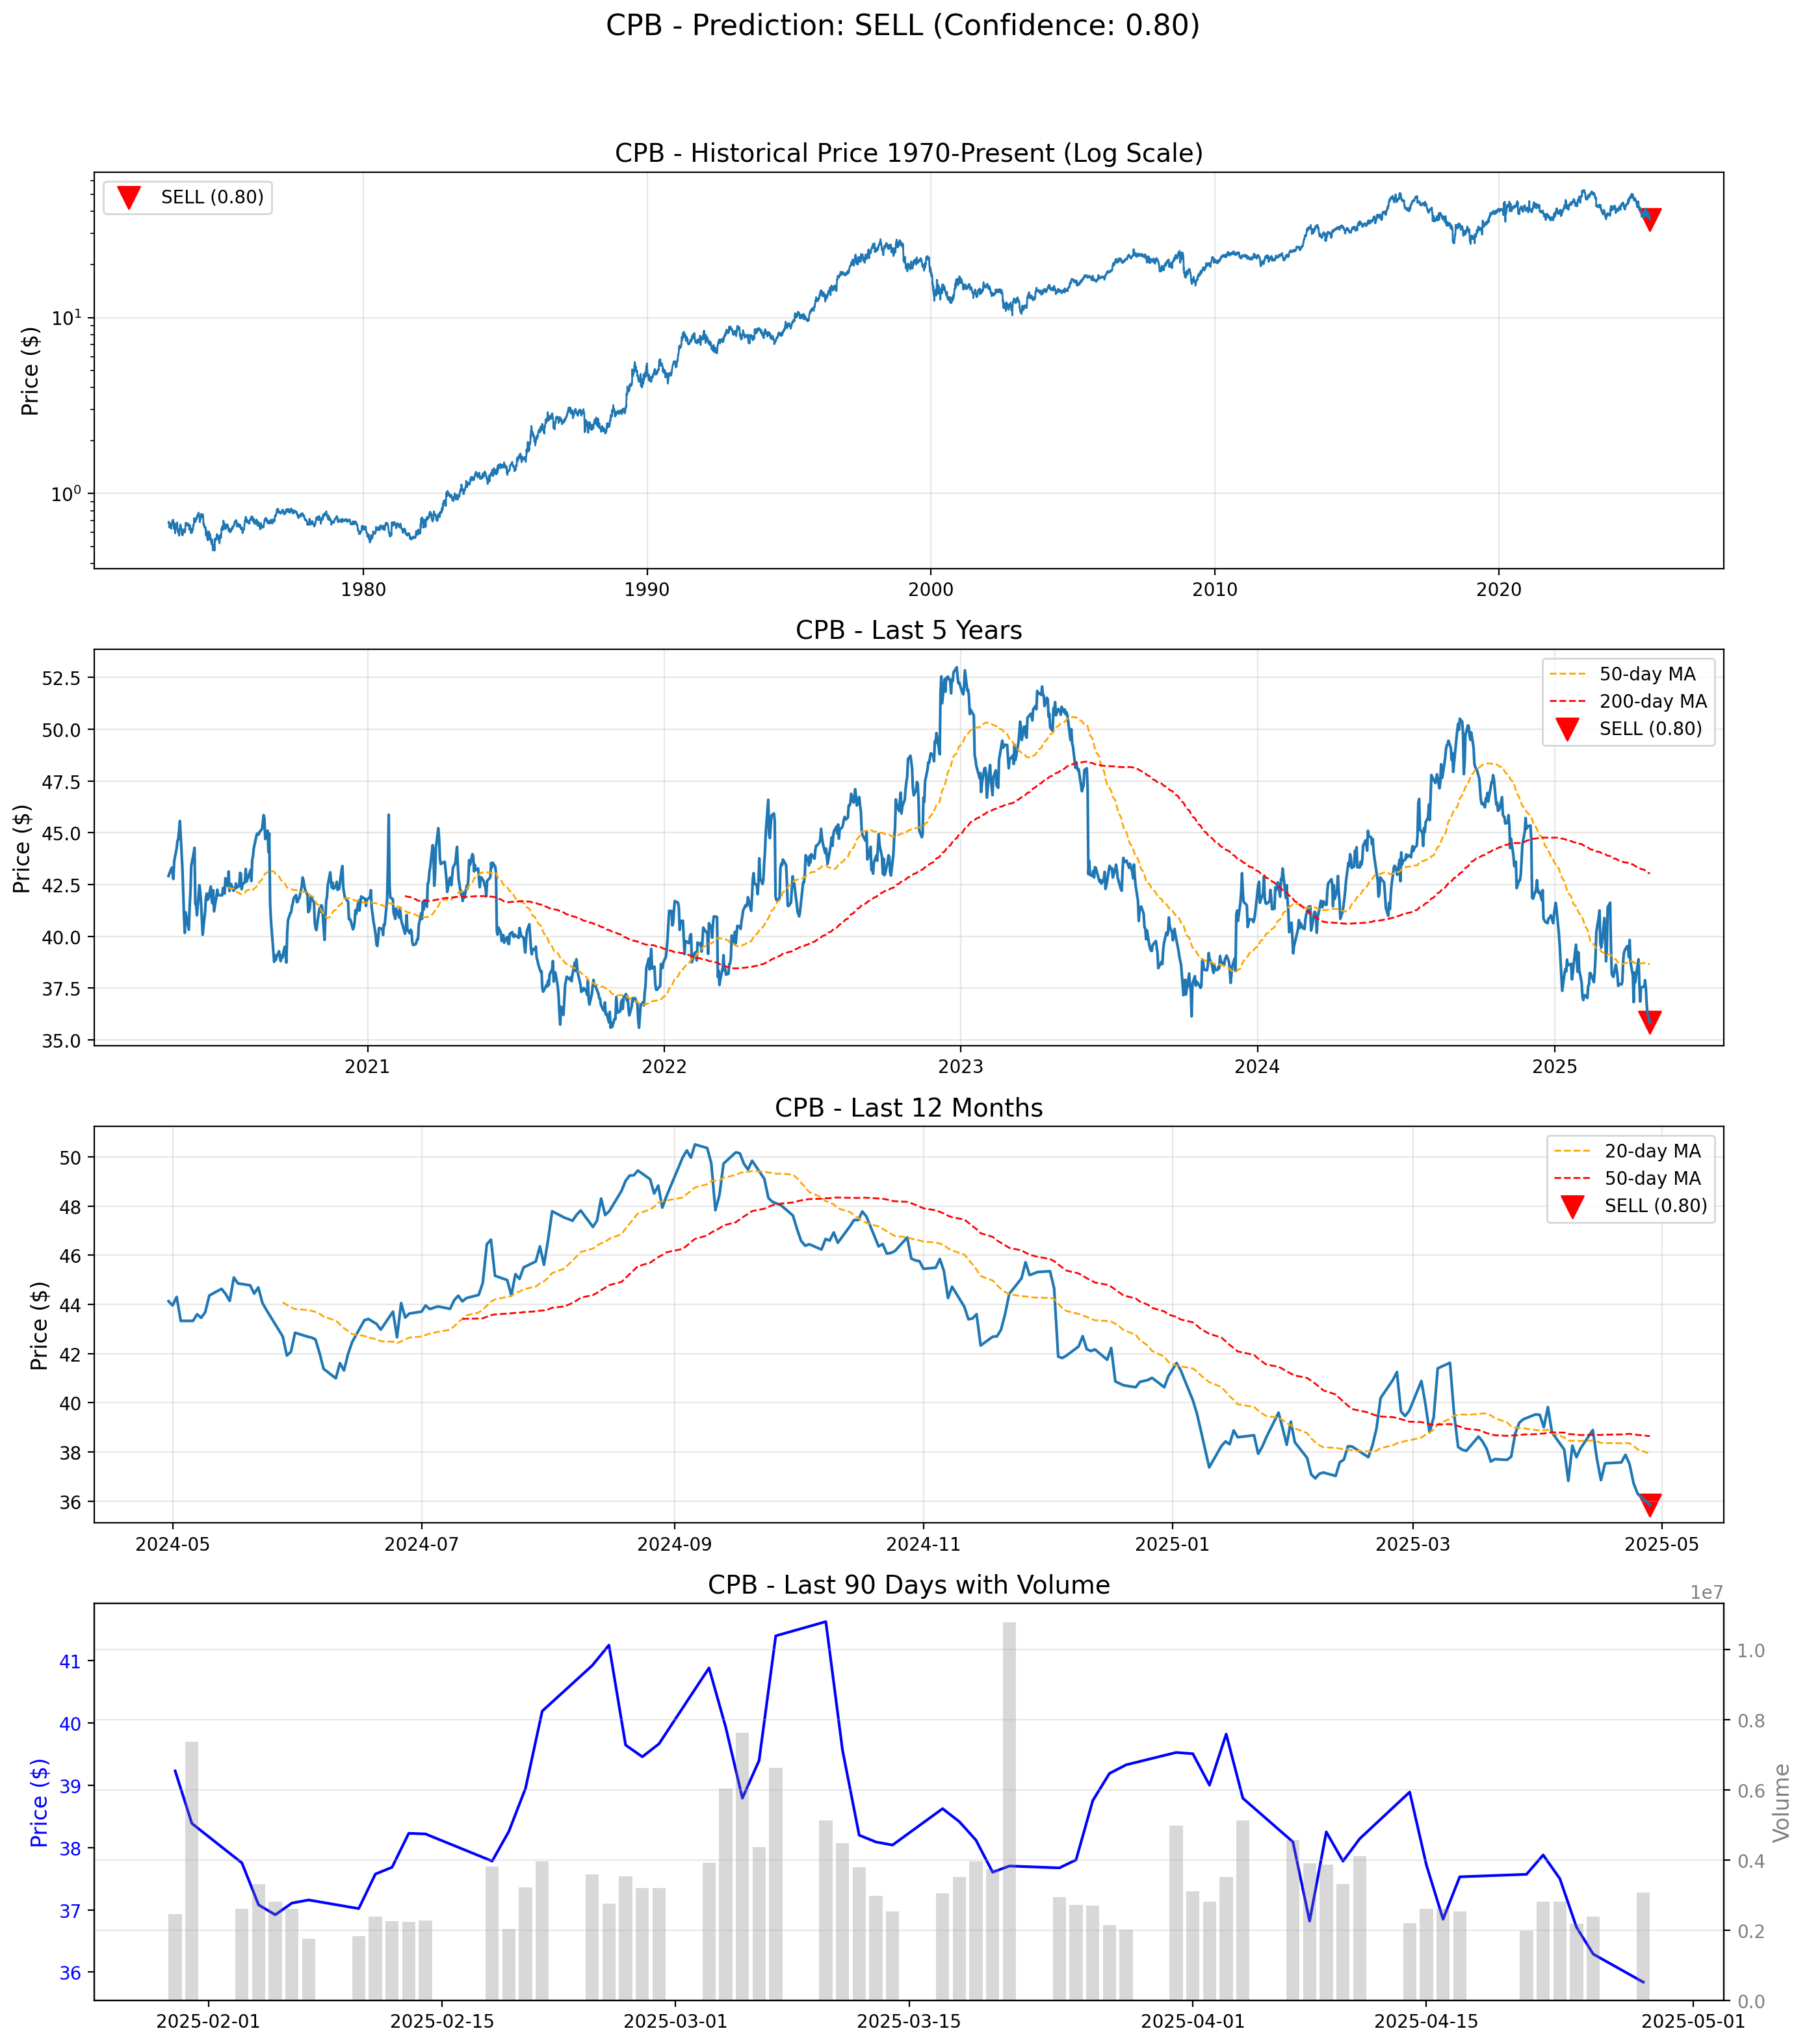 CPB - Prediction: SELL (Confidence: 0.80)
CPB - Historical Price 1970-Present (Log Scale)
SELL (0.80)
Price ($)
10¹
10⁰
1980 1990 2000 2010 2020
CPB - Last 5 Years
50-day MA
200-day MA
SELL (0.80)
Price ($)
52.5
50.0
47.5
45.0
42.5
40.0
37.5
35.0
2021 2022 2023 2024 2025
CPB - Last 12 Months
20-day MA
50-day MA
SELL (0.80)
Price ($)
50
48
46
44
42
40
38
36
2024-05 2024-07 2024-09 2024-11 2025-01 2025-03 2025-05
CPB - Last 90 Days with Volume
1e7
Price ($)
41
40
39
38
37
36
1.0
0.8
0.6
0.4
0.2
0.0
Volume
2025-02-01 2025-02-15 2025-03-01 2025-03-15 2025-04-01 2025-04-15 2025-05-01